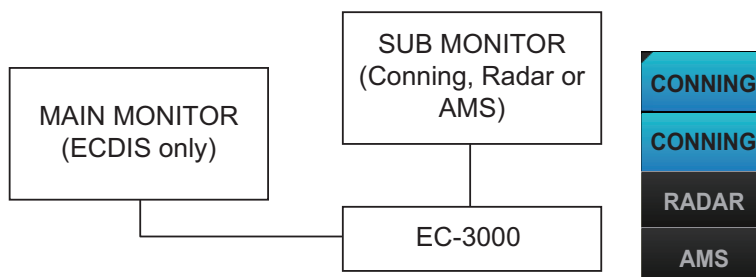 MAIN MONITOR
(ECDIS only)
SUB MONITOR
(Conning, Radar or
AMS)
EC-3000
CONNING
CONNING
RADAR
AMS